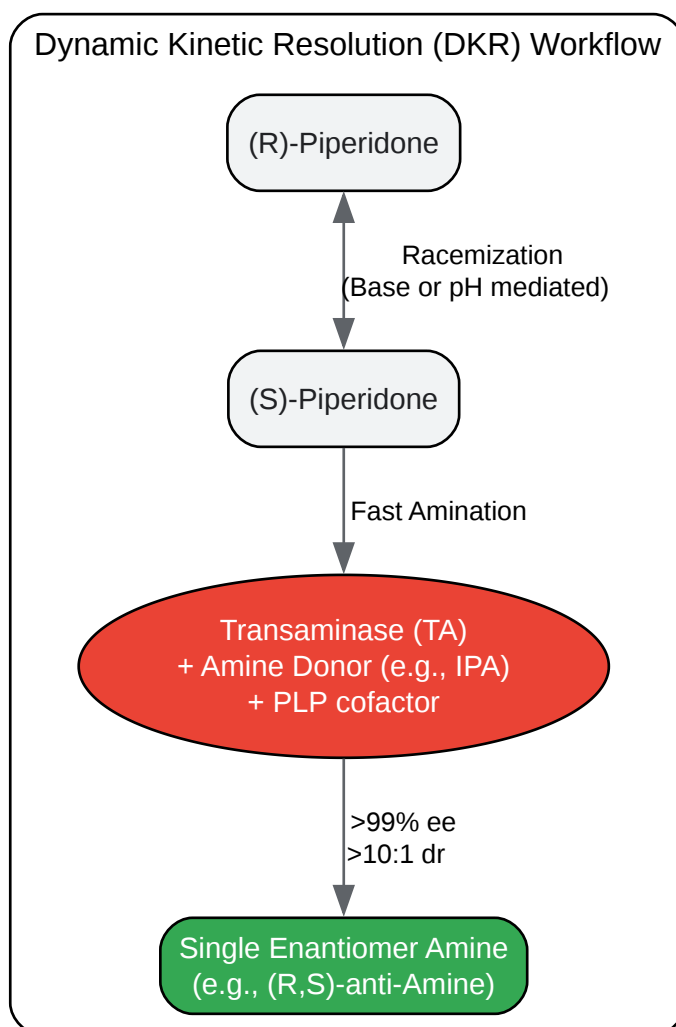 Dynamic Kinetic Resolution (DKR) Workflow
(R)-Piperidone
Racemization
(Base or pH mediated)
(S)-Piperidone
Fast Amination
Transaminase (TA)
+ Amine Donor (e.g., IPA)
+ PLP cofactor
>99% ee
>10:1 dr
Single Enantiomer Amine
(e.g., (R,S)-anti-Amine)